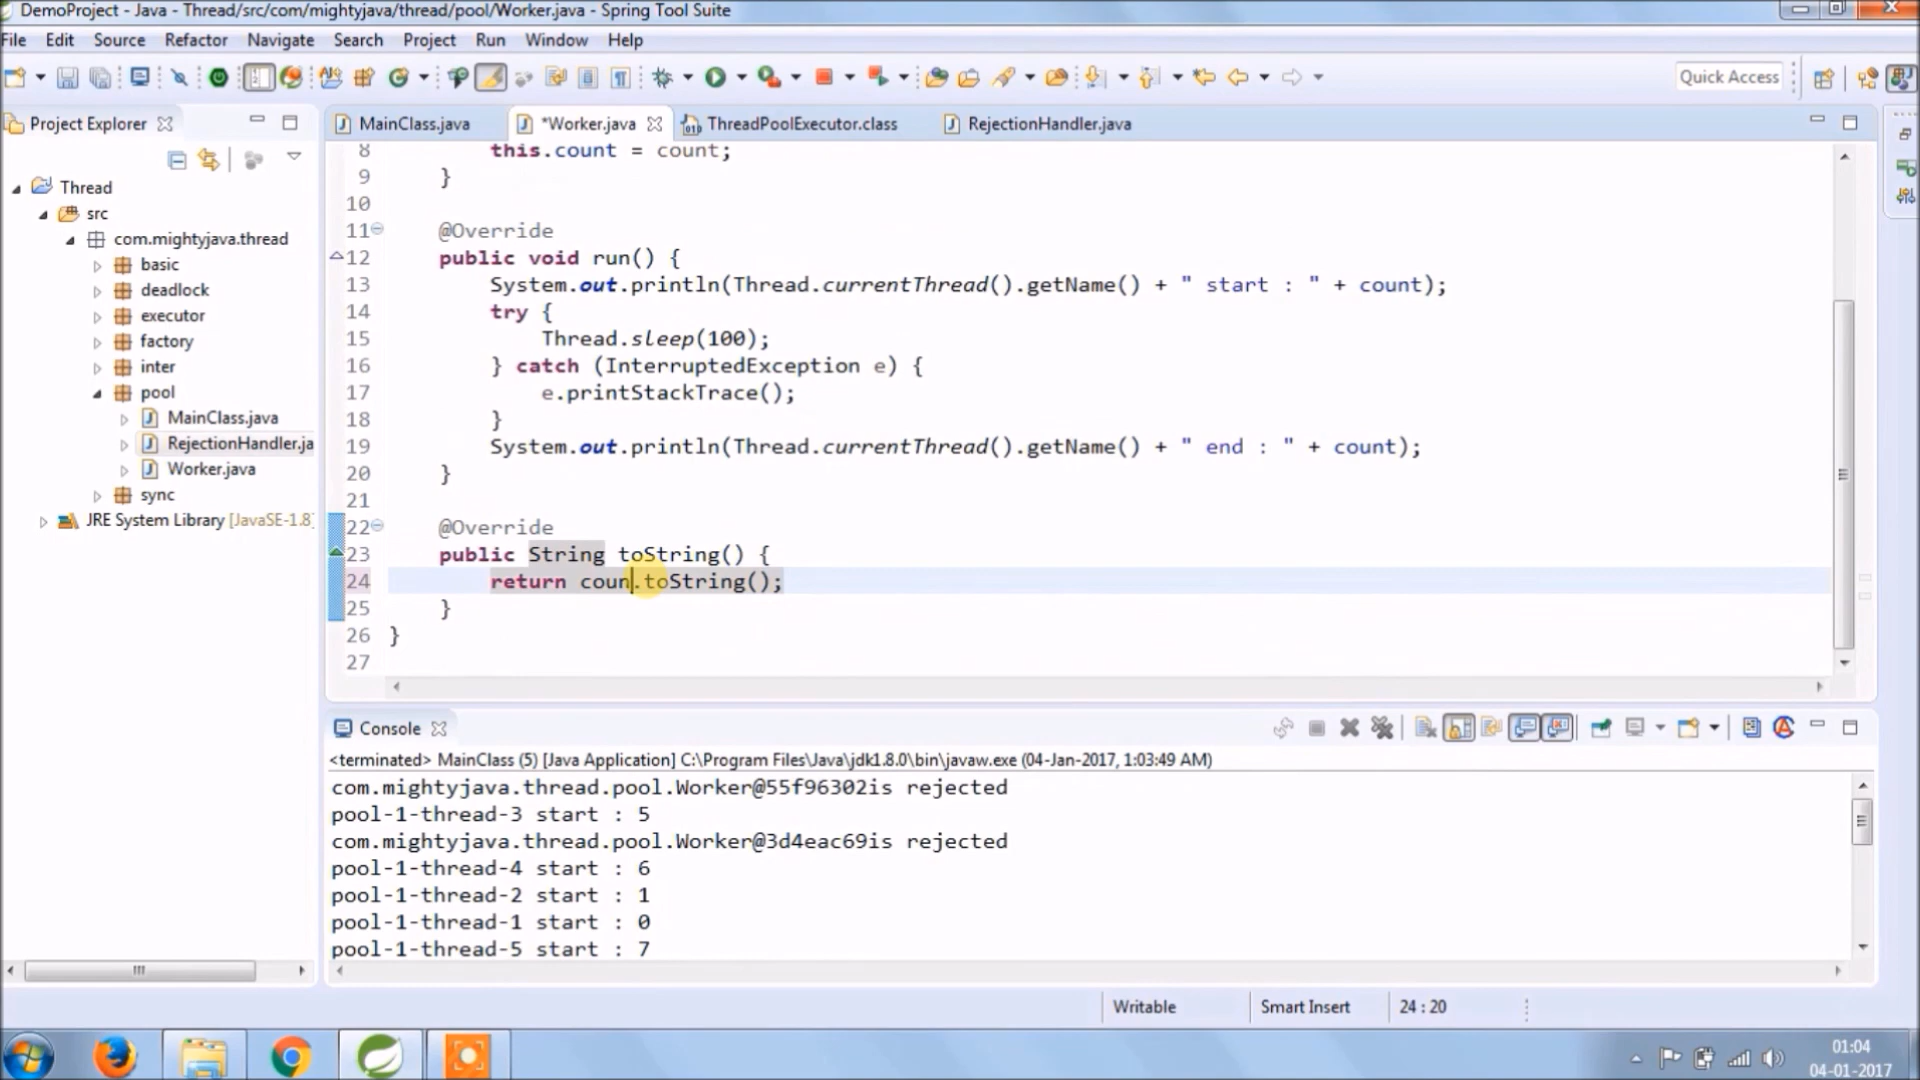 DemoProject - Java - Thread/src/com/mightyjava/thread/pool/Worker.java - Spring Tool Suite
File Edit Source Refactor Navigate Search Project Run Window Help
Quick Access
Project Explorer
MainClass.java *Worker.java ThreadPoolExecutor.class RejectionHandler.java
Thread
src
com.mightyjava.thread
basic
deadlock
executor
factory
inter
pool
MainClass.java
RejectionHandler.ja
Worker.java
sync
JRE System Library [JavaSE-1.8]
8 this.count = count;
9 }
10
11 @Override
12 public void run() {
13 System.out.println(Thread.currentThread().getName() + " start : " + count);
14 try {
15 Thread.sleep(100);
16 } catch (InterruptedException e) {
17 e.printStackTrace();
18 }
19 System.out.println(Thread.currentThread().getName() + " end : " + count);
20 }
21
22 @Override
23 public String toString() {
24 return coun.toString();
25 }
26 }
27
Console
<terminated> MainClass (5) [Java Application] C:\Program Files\Java\jdk1.8.0\bin\javaw.exe (04-Jan-2017, 1:03:49 AM)
com.mightyjava.thread.pool.Worker@55f96302is rejected
pool-1-thread-3 start : 5
com.mightyjava.thread.pool.Worker@3d4eac69is rejected
pool-1-thread-4 start : 6
pool-1-thread-2 start : 1
pool-1-thread-1 start : 0
pool-1-thread-5 start : 7
Writable Smart Insert 24 : 20
01:04
04-01-2017